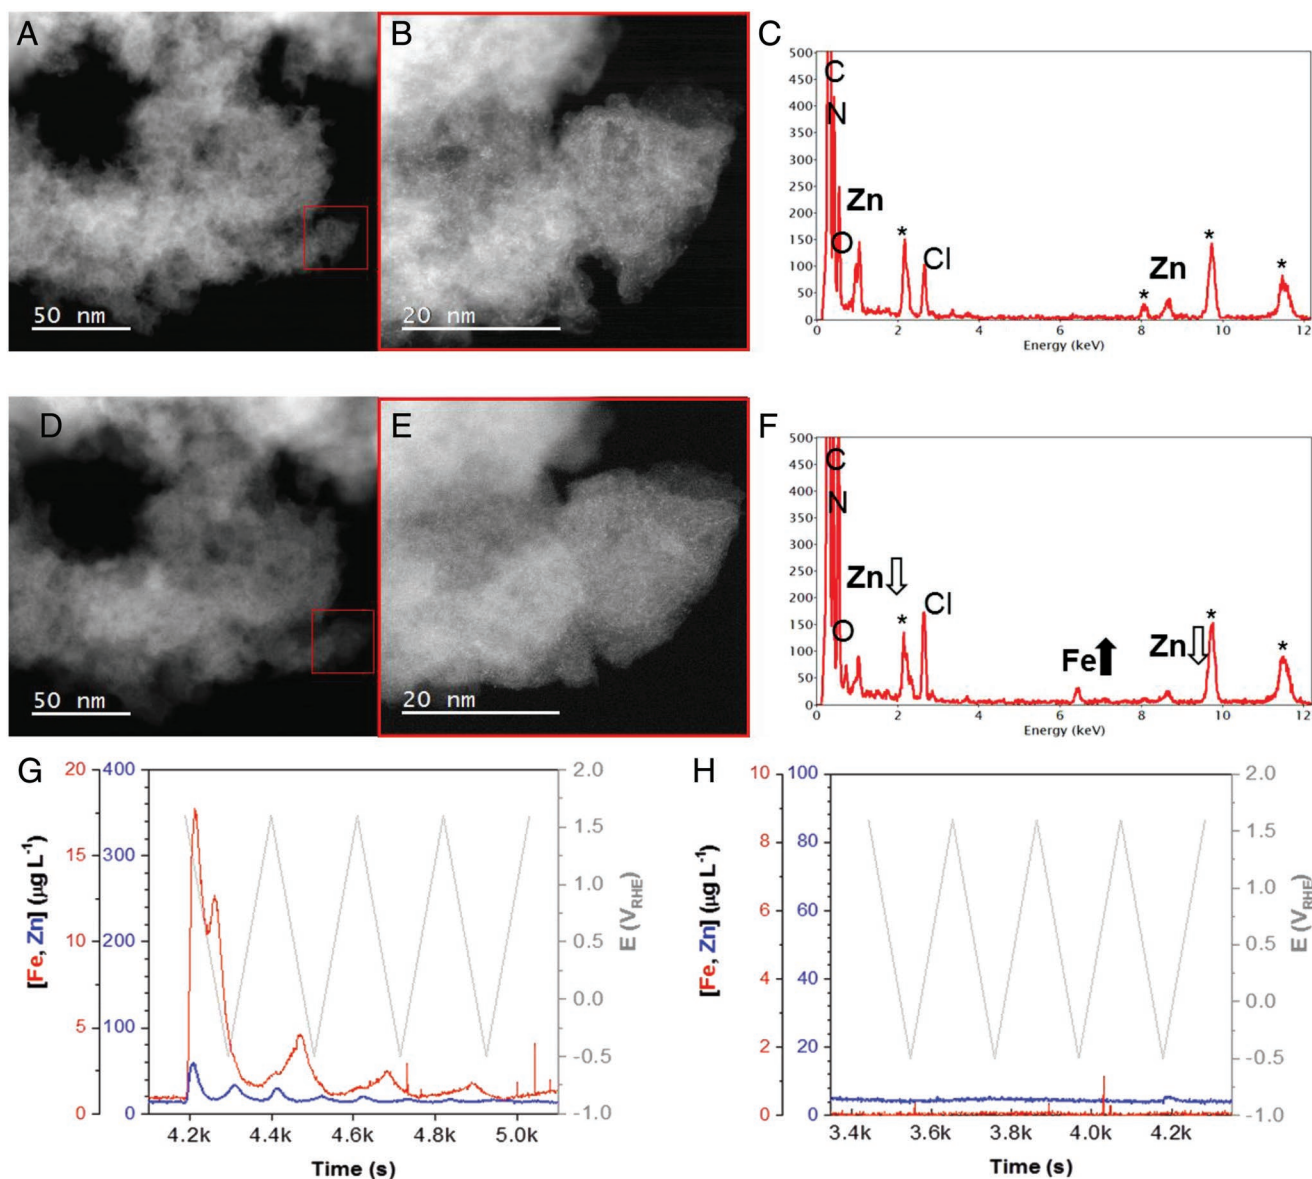 A
50 nm
B
20 nm
C
500
450
400
350
300
250
200
150
100
50
0
C
N
O
Zn
*
Cl
*
Zn
*
*
0 2 4 6 8 10 12
Energy (keV)
D
50 nm
E
20 nm
F
500
450
400
350
300
250
200
150
100
50
0
C
N
O
Zn
*
Cl
Fe
Zn
*
*
0 2 4 6 8 10 12
Energy (keV)
G
[Fe, Zn] (µg L-1)
20
15
10
5
0
400
300
200
100
0
2.0
1.5
1.0
0.5
0.0
-0.5
-1.0
E (VRHE)
4.2k 4.4k 4.6k 4.8k 5.0k
Time (s)
H
[Fe, Zn] (µg L-1)
10
8
6
4
2
0
100
80
60
40
20
0
2.0
1.5
1.0
0.5
0.0
-0.5
-1.0
E (VRHE)
3.4k 3.6k 3.8k 4.0k 4.2k
Time (s)